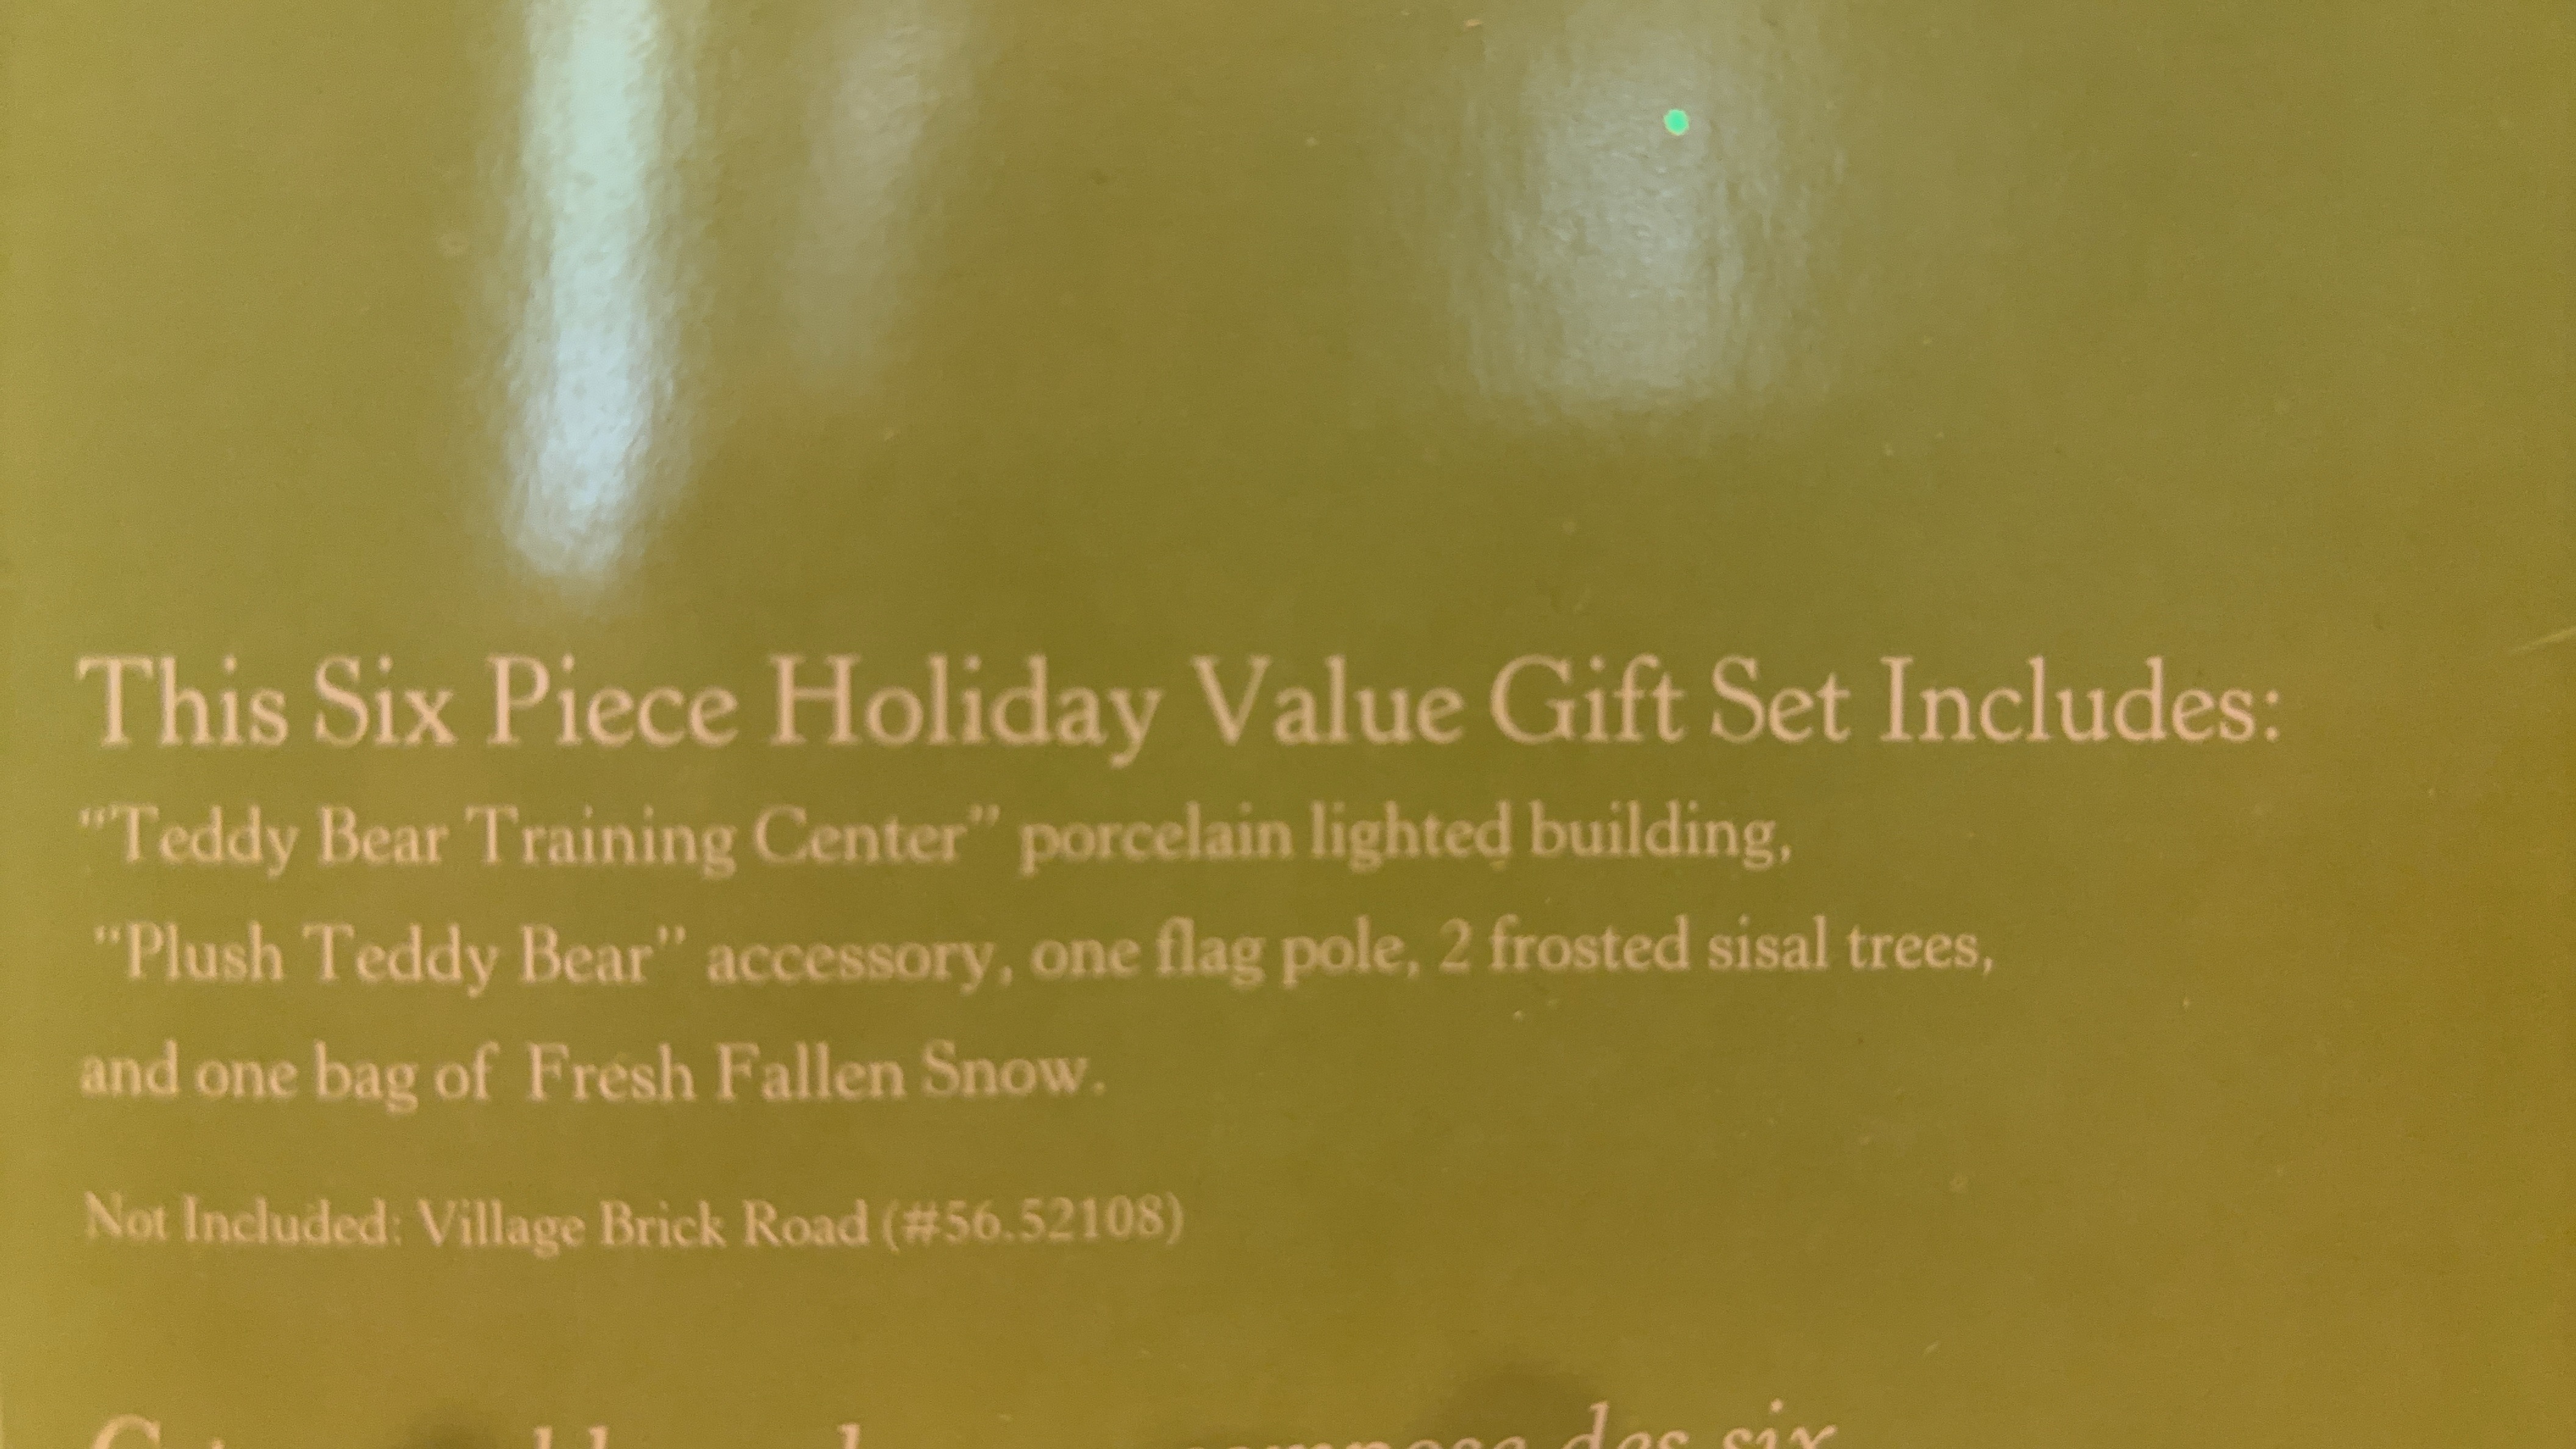 This Six Piece Holiday Value Gift Set Includes:
“Teddy Bear Training Center” porcelain lighted building,
“Plush Teddy Bear” accessory, one flag pole, 2 frosted sisal trees,
and one bag of Fresh Fallen Snow.
Not Included: Village Brick Road (#56.52108)
des six